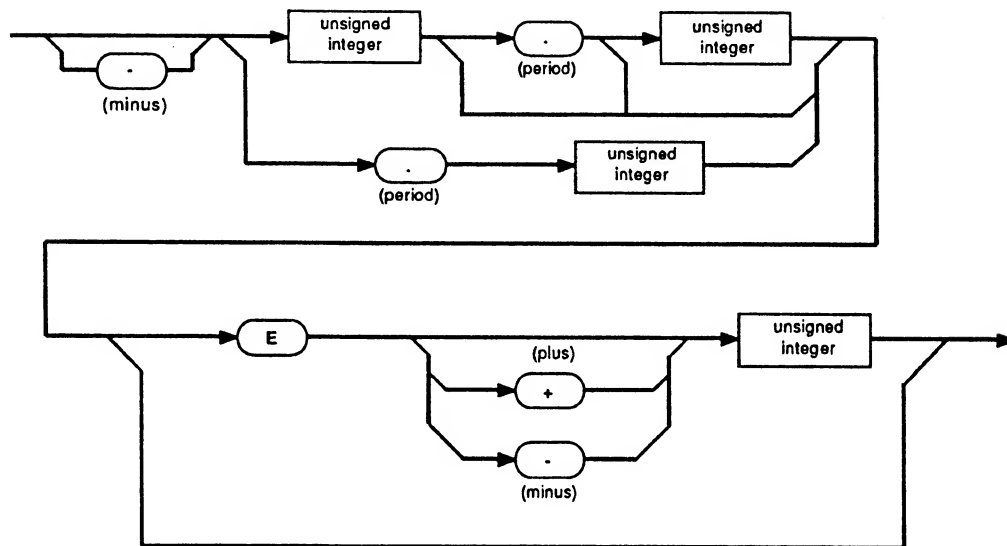 unsigned
integer
.
(period)
unsigned
integer
-
(minus)
.
(period)
unsigned
integer
E
(plus)
+
-
(minus)
unsigned
integer